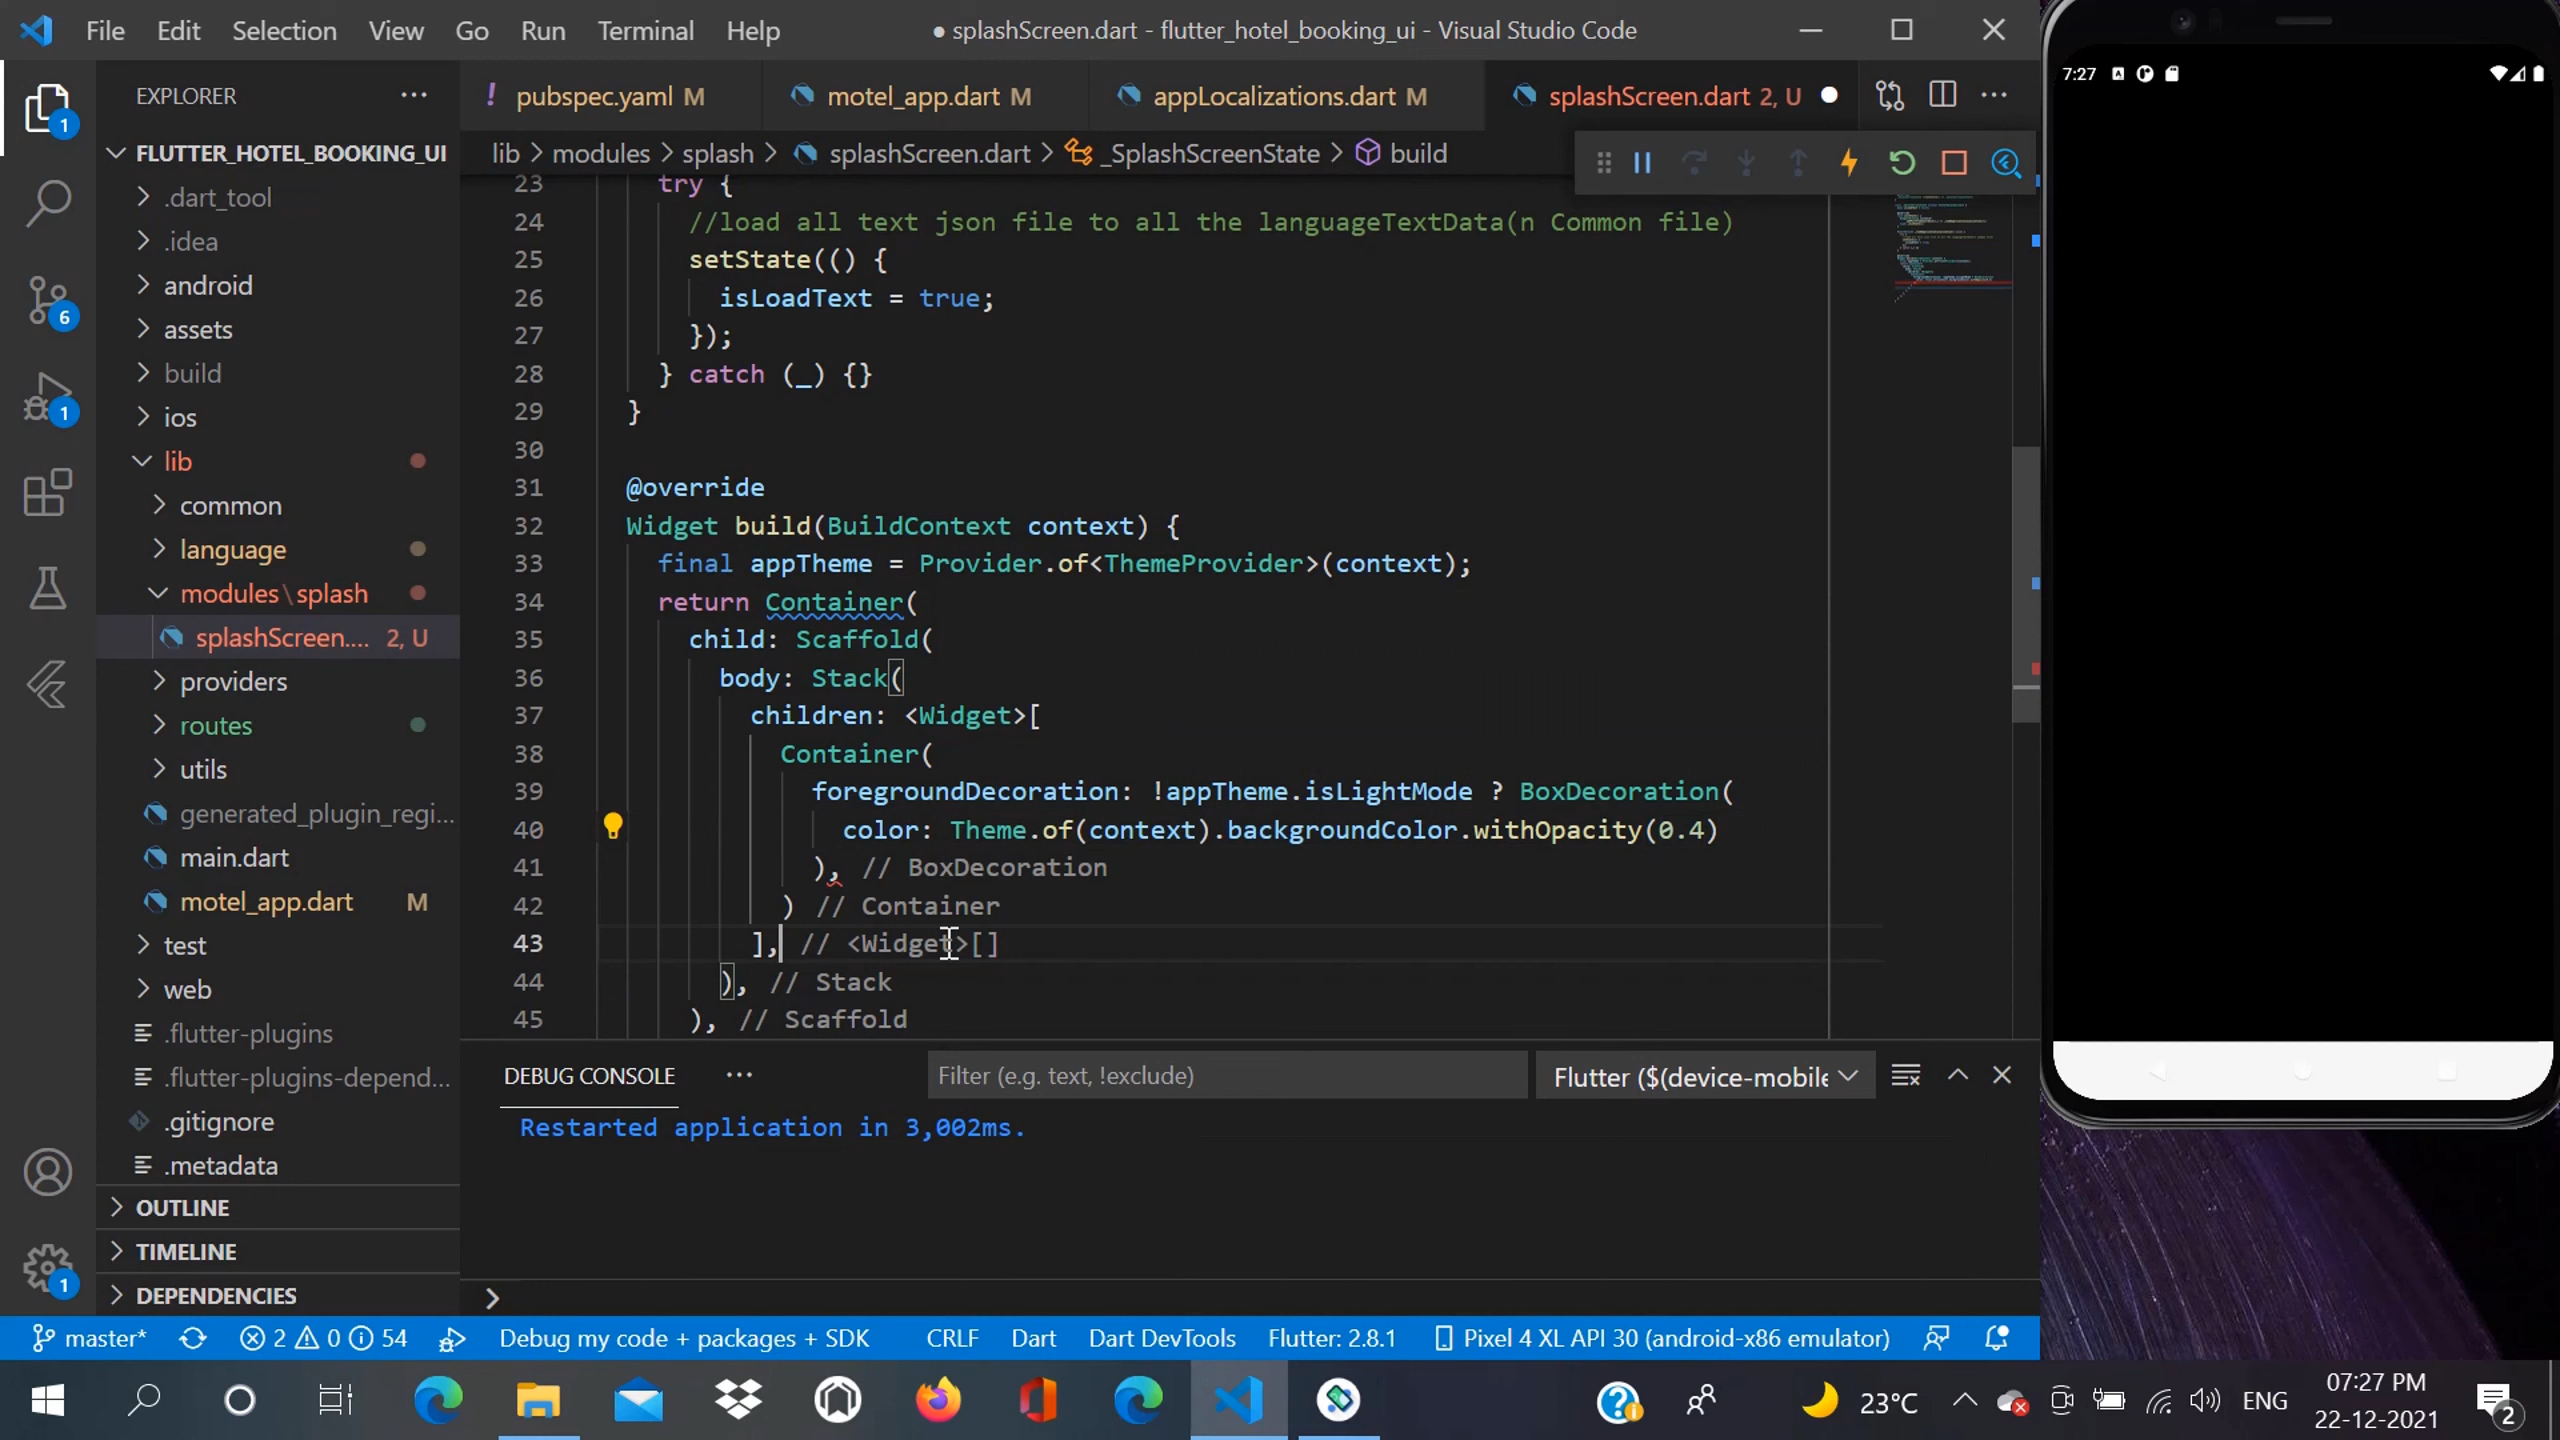 File Edit Selection View Go Run Terminal Help
● splashScreen.dart - flutter_hotel_booking_ui - Visual Studio Code
7:27
EXPLORER
! pubspec.yaml M
motel_app.dart M
appLocalizations.dart M
splashScreen.dart 2, U
FLUTTER_HOTEL_BOOKING_UI
lib > modules > splash > splashScreen.dart > _SplashScreenState > build
.dart_tool
.idea
android
assets
build
ios
lib
common
language
modules\splash
splashScreen.... 2, U
providers
routes
utils
generated_plugin_regi...
main.dart
motel_app.dart M
test
web
.flutter-plugins
.flutter-plugins-depend...
.gitignore
.metadata
OUTLINE
TIMELINE
DEPENDENCIES
1
6
1
1
23 try {
24 //load all text json file to all the languageTextData(n Common file)
25 setState(() {
26 isLoadText = true;
27 });
28 } catch (_) {}
29 }
30
31 @override
32 Widget build(BuildContext context) {
33 final appTheme = Provider.of<ThemeProvider>(context);
34 return Container(
35 child: Scaffold(
36 body: Stack(
37 children: <Widget>[
38 Container(
39 foregroundDecoration: !appTheme.isLightMode ? BoxDecoration(
40 color: Theme.of(context).backgroundColor.withOpacity(0.4)
41 ), // BoxDecoration
42 ) // Container
43 ], // <Widget>[]
44 ), // Stack
45 ), // Scaffold
DEBUG CONSOLE
Filter (e.g. text, !exclude)
Flutter ($(device-mobile
Restarted application in 3,002ms.
master* 2 0 54 Debug my code + packages + SDK CRLF Dart Dart DevTools Flutter: 2.8.1 Pixel 4 XL API 30 (android-x86 emulator)
23°C ENG
07:27 PM
22-12-2021
2